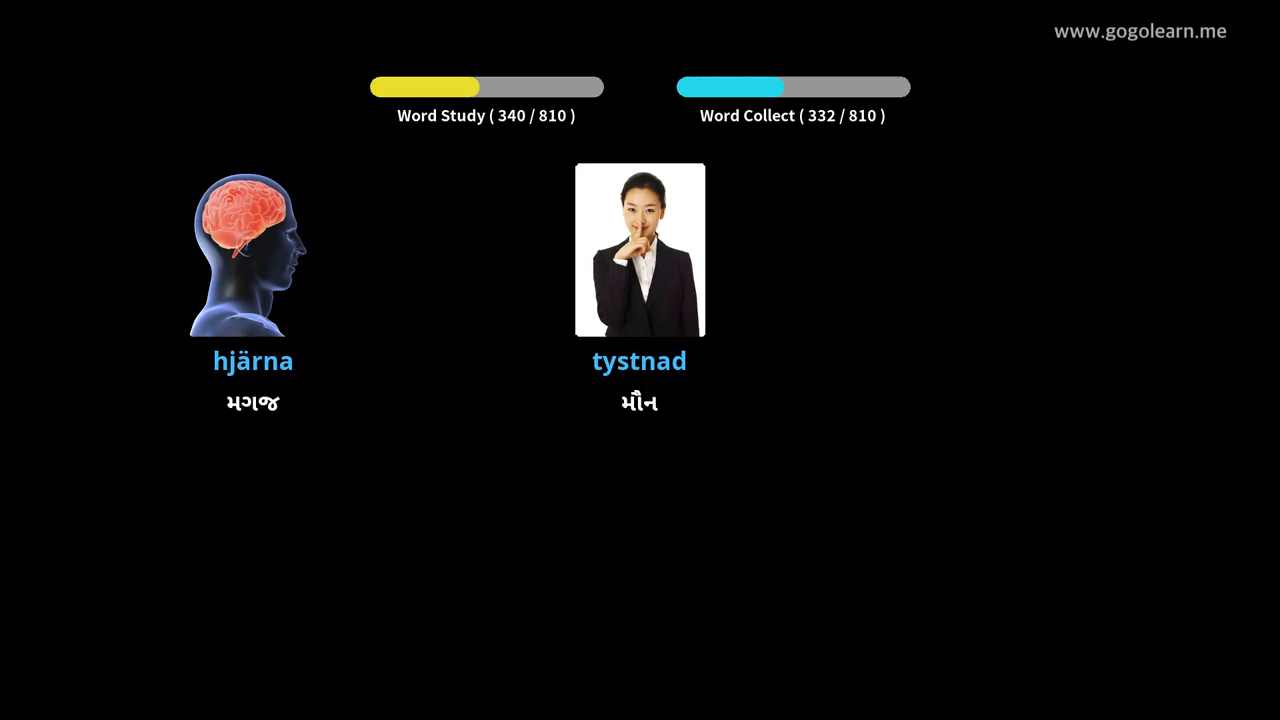 www.gogolearn.me
Word Study ( 340 / 810 )
Word Collect ( 332 / 810 )
hjärna
tystnad
મગજ
મૌન